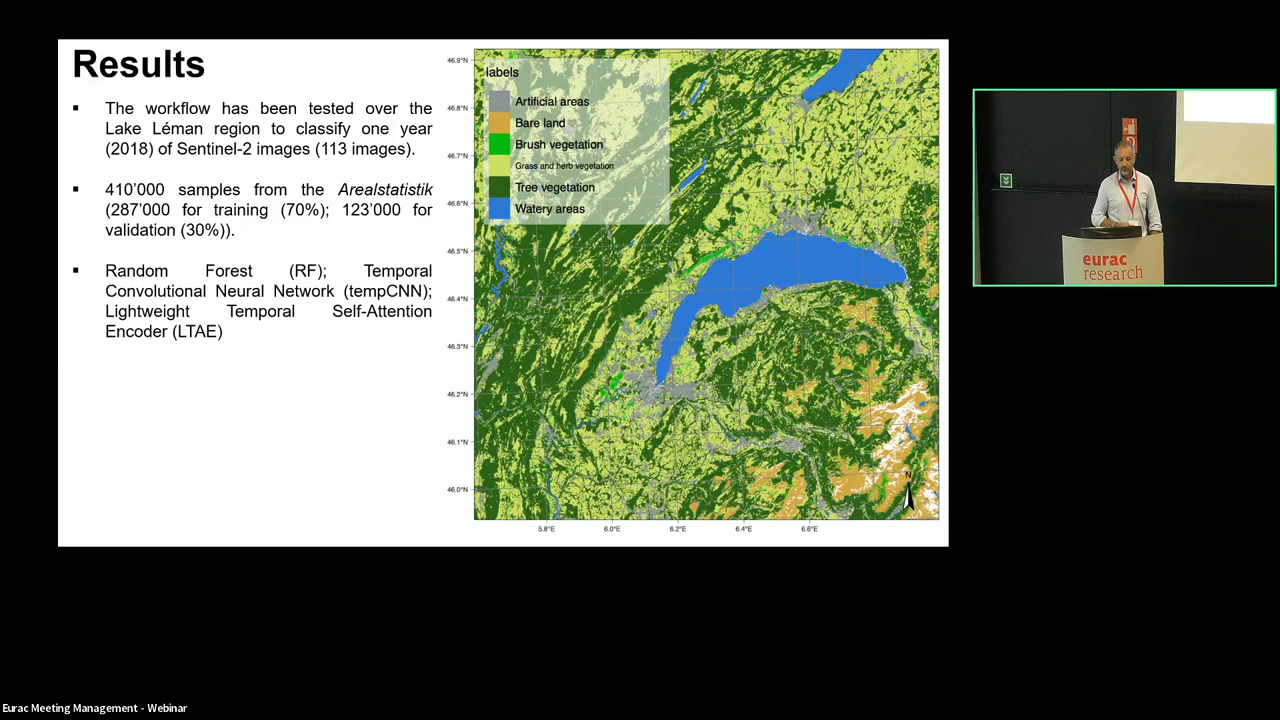 Results
▪ The workflow has been tested over the
Lake Léman region to classify one year
(2018) of Sentinel-2 images (113 images).
▪ 410'000 samples from the Arealstatistik
(287'000 for training (70%); 123'000 for
validation (30%)).
▪ Random Forest (RF); Temporal
Convolutional Neural Network (tempCNN);
Lightweight Temporal Self-Attention
Encoder (LTAE)
labels
Artificial areas
Bare land
Brush vegetation
Grass and herb vegetation
Tree vegetation
Watery areas
46.9°N
46.8°N
46.7°N
46.6°N
46.5°N
46.4°N
46.3°N
46.2°N
46.1°N
46.0°N
N
5.8°E 6.0°E 6.2°E 6.4°E 6.6°E
eurac
research
Eurac Meeting Management - Webinar